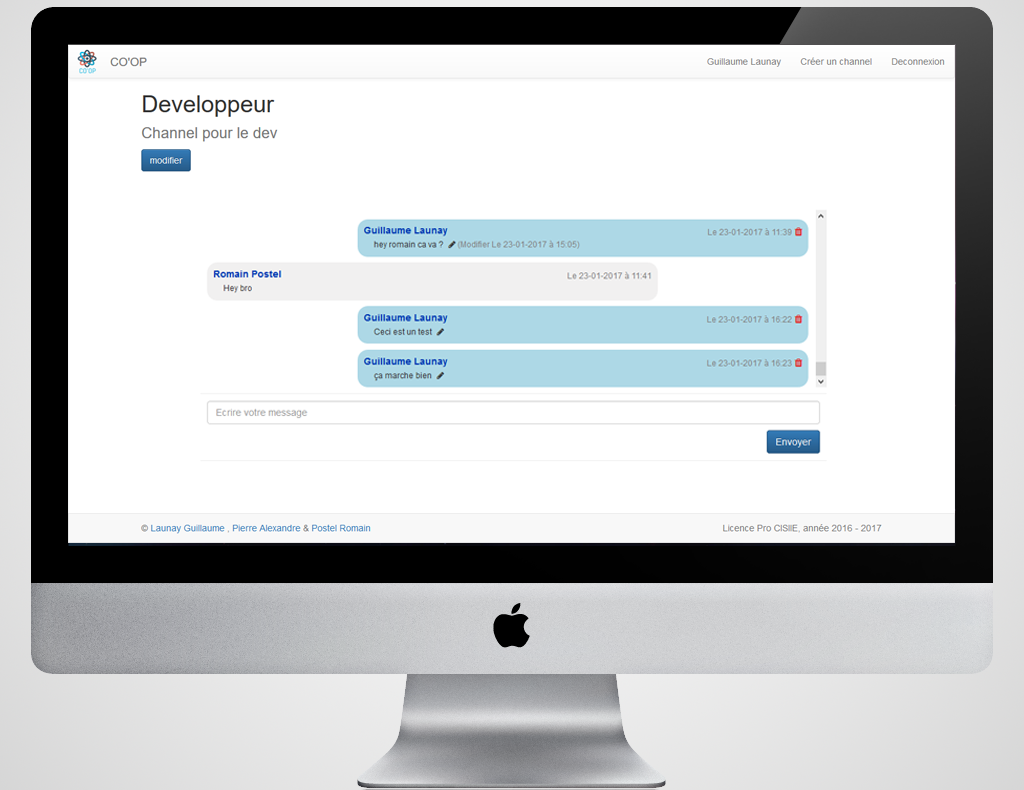 CO'OP
CO'OP
Guillaume Launay Créer un channel Deconnexion
Developpeur
Channel pour le dev
modifier
Guillaume Launay Le 23-01-2017 à 11:39
hey romain ca va ? (Modifier Le 23-01-2017 à 15:05)
Romain Postel Le 23-01-2017 à 11:41
Hey bro
Guillaume Launay Le 23-01-2017 à 16:22
Ceci est un test
Guillaume Launay Le 23-01-2017 à 16:23
ça marche bien
Ecrire votre message
Envoyer
© Launay Guillaume , Pierre Alexandre & Postel Romain Licence Pro CISIIE, année 2016 - 2017